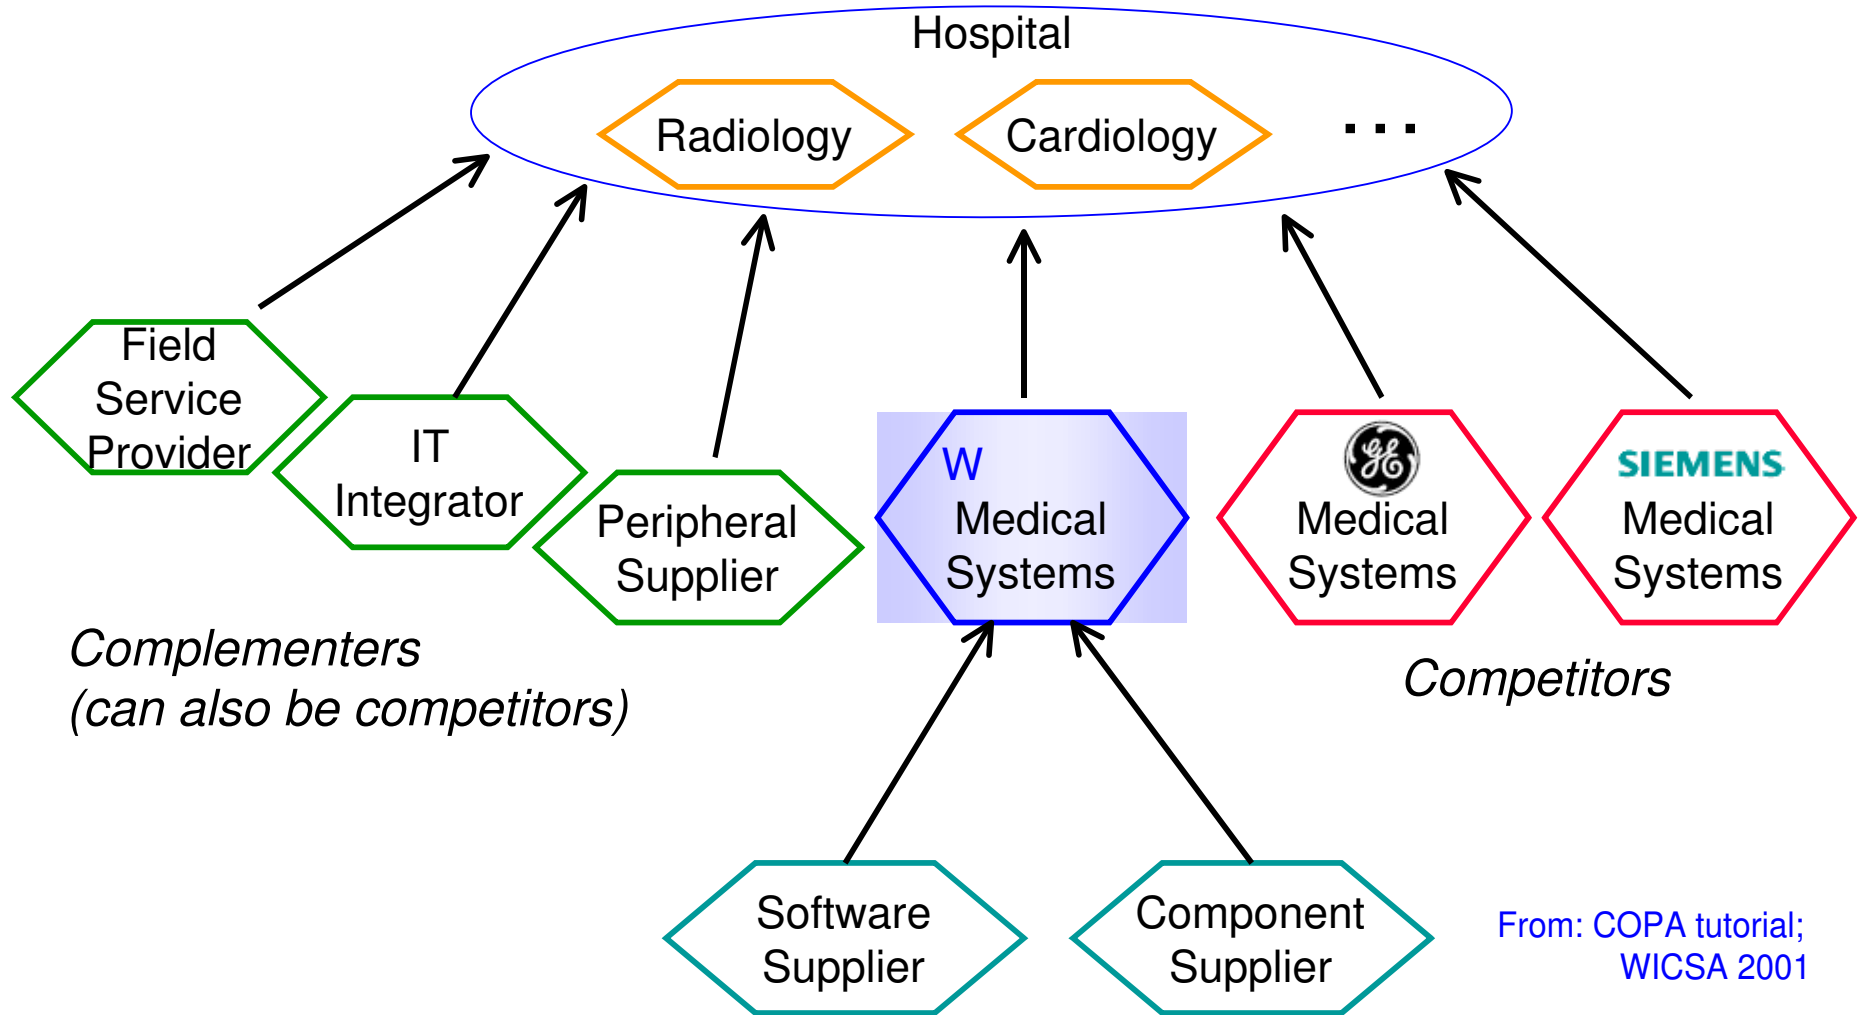 Hospital
Radiology
Cardiology
...
Field
Service
Provider
IT
Integrator
Peripheral
Supplier
W
Medical
Systems
GE
Medical
Systems
SIEMENS
Medical
Systems
Complementers
(can also be competitors)
Competitors
Software
Supplier
Component
Supplier
From: COPA tutorial;
WICSA 2001